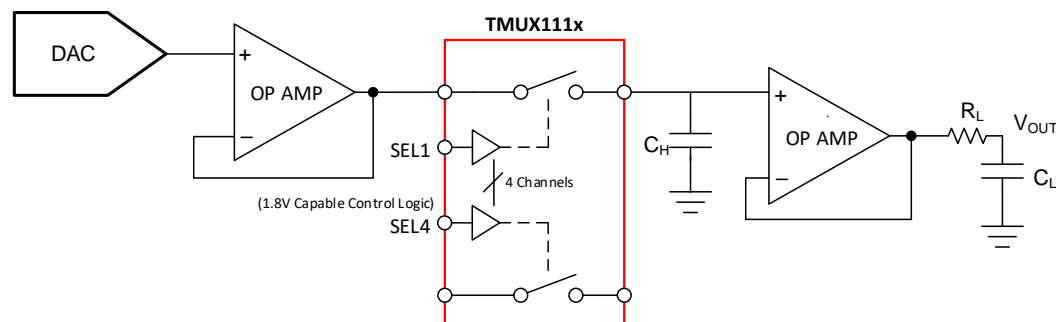 TMUX111x
DAC
+
OP AMP
−
SEL1
4 Channels
(1.8V Capable Control Logic)
SEL4
CH
+
OP AMP
−
RL
VOUT
CL